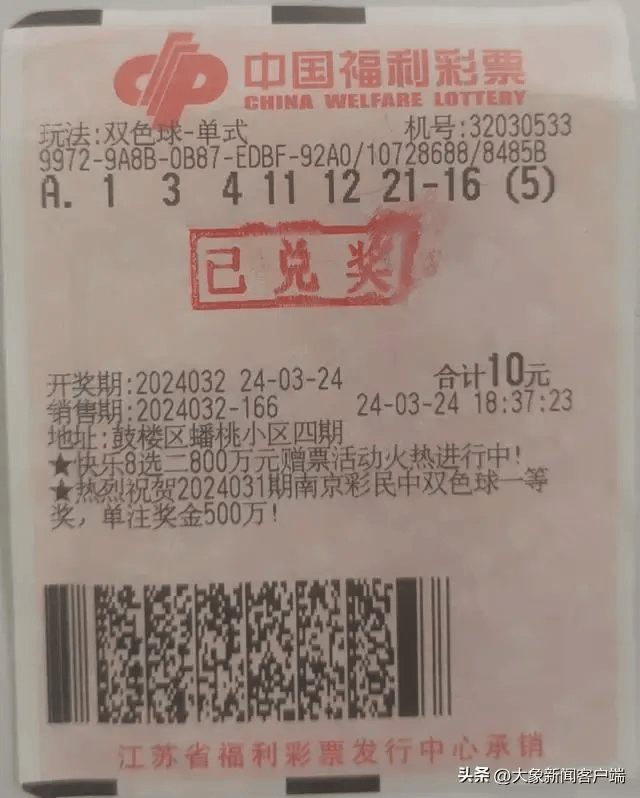 中国福利彩票
CHINA WELFARE LOTTERY
玩法:双色球-单式 机号:32030533
9972-9A8B-0B87-EDBF-92A0/10728688/8485B
A. 1 3 4 11 12 21-16 (5)
已兑奖
开奖期:2024032 24-03-24 合计10元
销售期:2024032-166 24-03-24 18:37:23
地址:鼓楼区蟠桃小区四期
★快乐8选二800万元赠票活动火热进行中!
★热烈祝贺2024031期南京彩民中双色球一等
奖，单注奖金500万!
江苏省福利彩票发行中心承销
头条 @大象新闻客户端